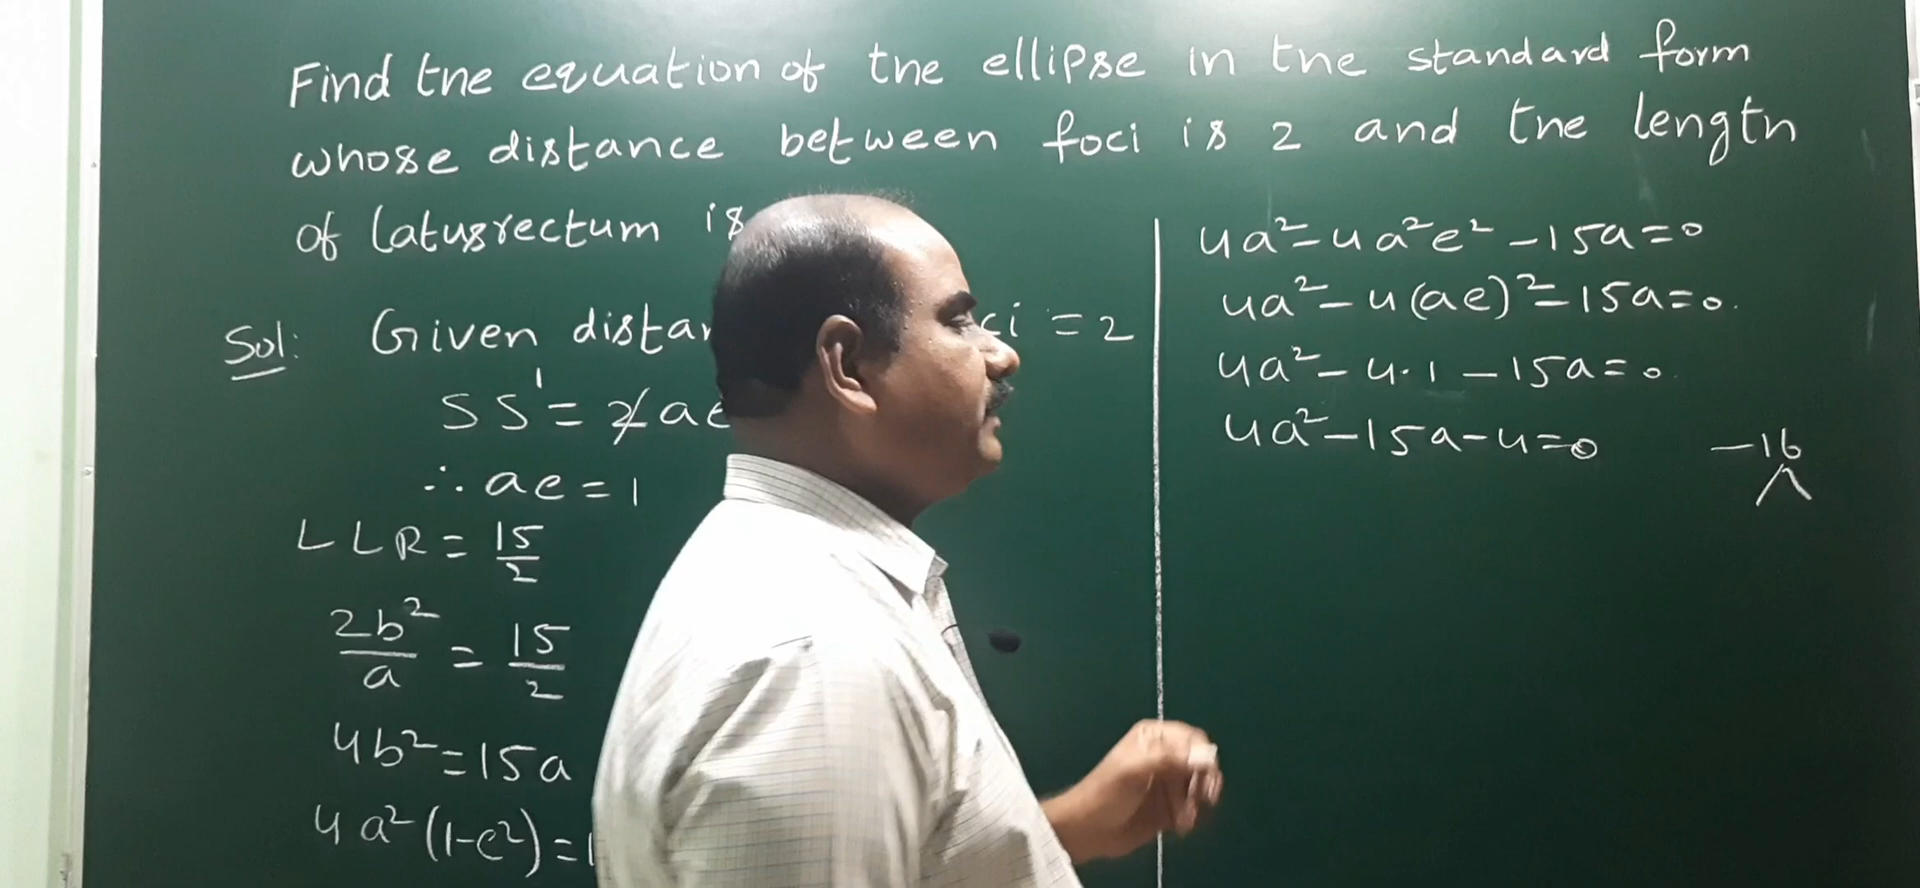 Find the equation of the ellipse in the standard form
whose distance between foci is 2 and the length
of latusrectum is
Sol: Given = 2
SS' = 2 a
∴ ae = 1
LLR = 15/2
2b²/a = 15/2
4b² = 15a
4a²(1-e²) =
4a² - 4a²e² - 15a = 0
4a² - 4(ae)² - 15a = 0.
4a² - 4·1 - 15a = 0.
4a² - 15a - 4 = 0
-16